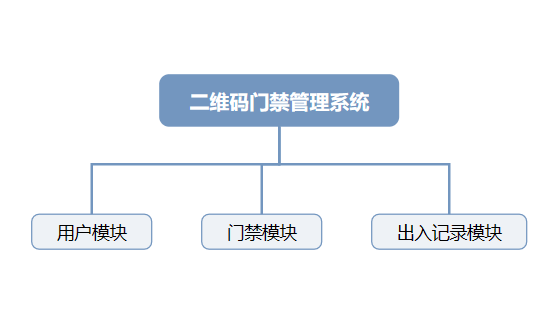 二维码门禁管理系统
用户模块
门禁模块
出入记录模块